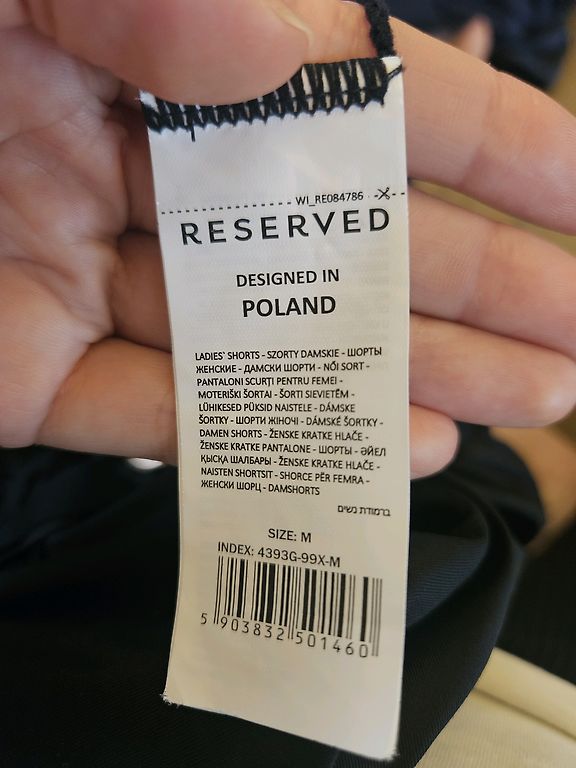 WI_RE084786
RESERVED
DESIGNED IN
POLAND
LADIES` SHORTS - SZORTY DAMSKIE - ШОРТЫ
ЖЕНСКИЕ - ДАМСКИ ШОРТИ - NŐI SORT -
PANTALONI SCURȚI PENTRU FEMEI -
MOTERIŠKI ŠORTAI - ŠORTI SIEVIETĒM -
LÜHIKESED PÜKSID NAISTELE - DÁMSKE
ŠORTKY - ШОРТИ ЖІНОЧІ - DÁMSKÉ ŠORTKY -
DAMEN SHORTS - ŽENSKE KRATKE HLAČE -
ŽENSKE KRATKE PANTALONE - ШОРТЫ - ӘЙЕЛ
ҚЫСҚА ШАЛБАРЫ - ŽENSKE KRATKE HLAČE -
NAISTEN SHORTSIT - SHORCE PËR FEMRA -
ЖЕНСКИ ШОРЦ - DAMSHORTS
ברמודת נשים
SIZE: M
INDEX: 4393G-99X-M
5 903832 501460